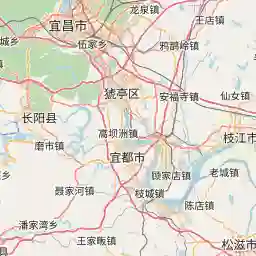 龙泉镇
宜昌市
王店镇
城乡
伍家乡
鸦鹊岭镇
猇亭区
安福寺镇
仙女镇
长阳县
高坝洲镇
枝江市
磨市镇
宜都市
顾家店镇
老城镇
聂家河镇
枝城镇
陈店镇
潘家湾乡
王家畈镇
松滋市